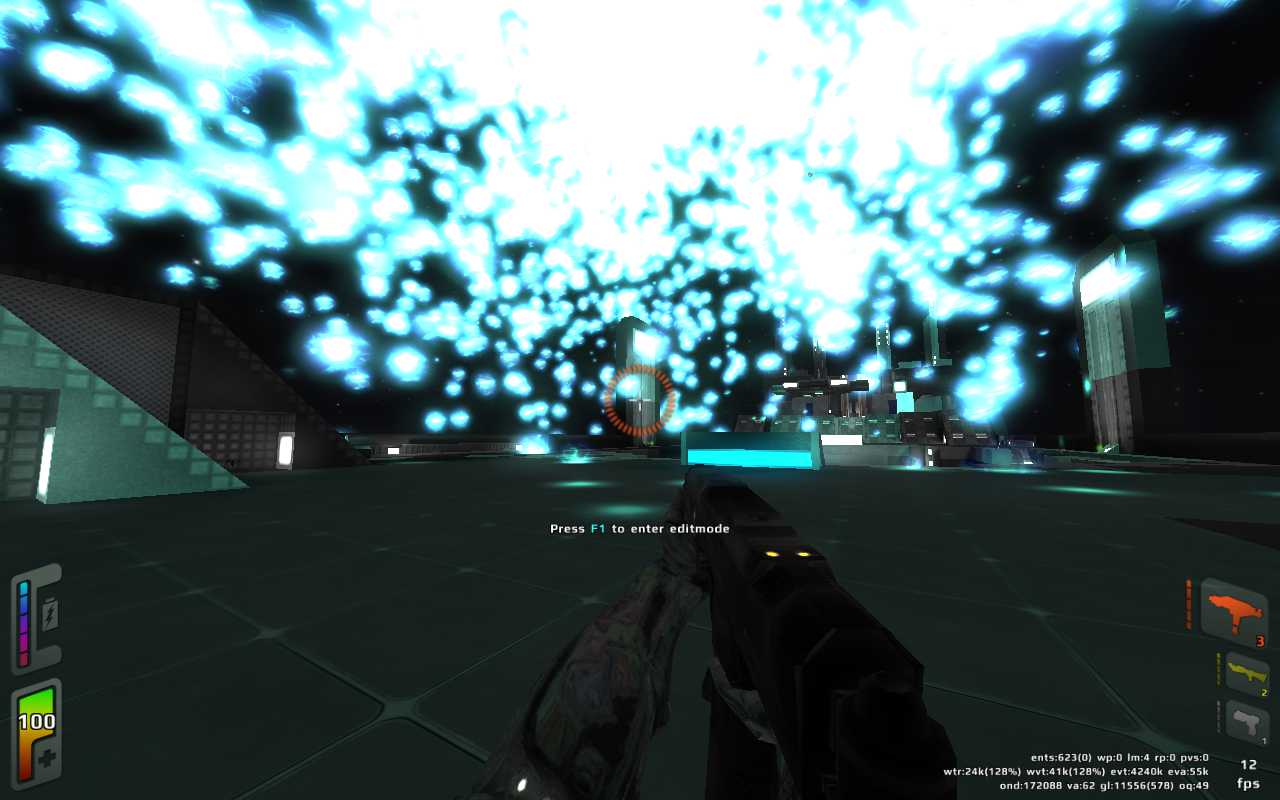 Press F1 to enter editmode
100
3
2
1
ents:623(0) wp:0 lm:4 rp:0 pvs:0
wtr:24k(128%) wvt:41k(128%) evt:4240k eva:55k
ond:172088 va:62 gl:11556(578) oq:49
12
fps